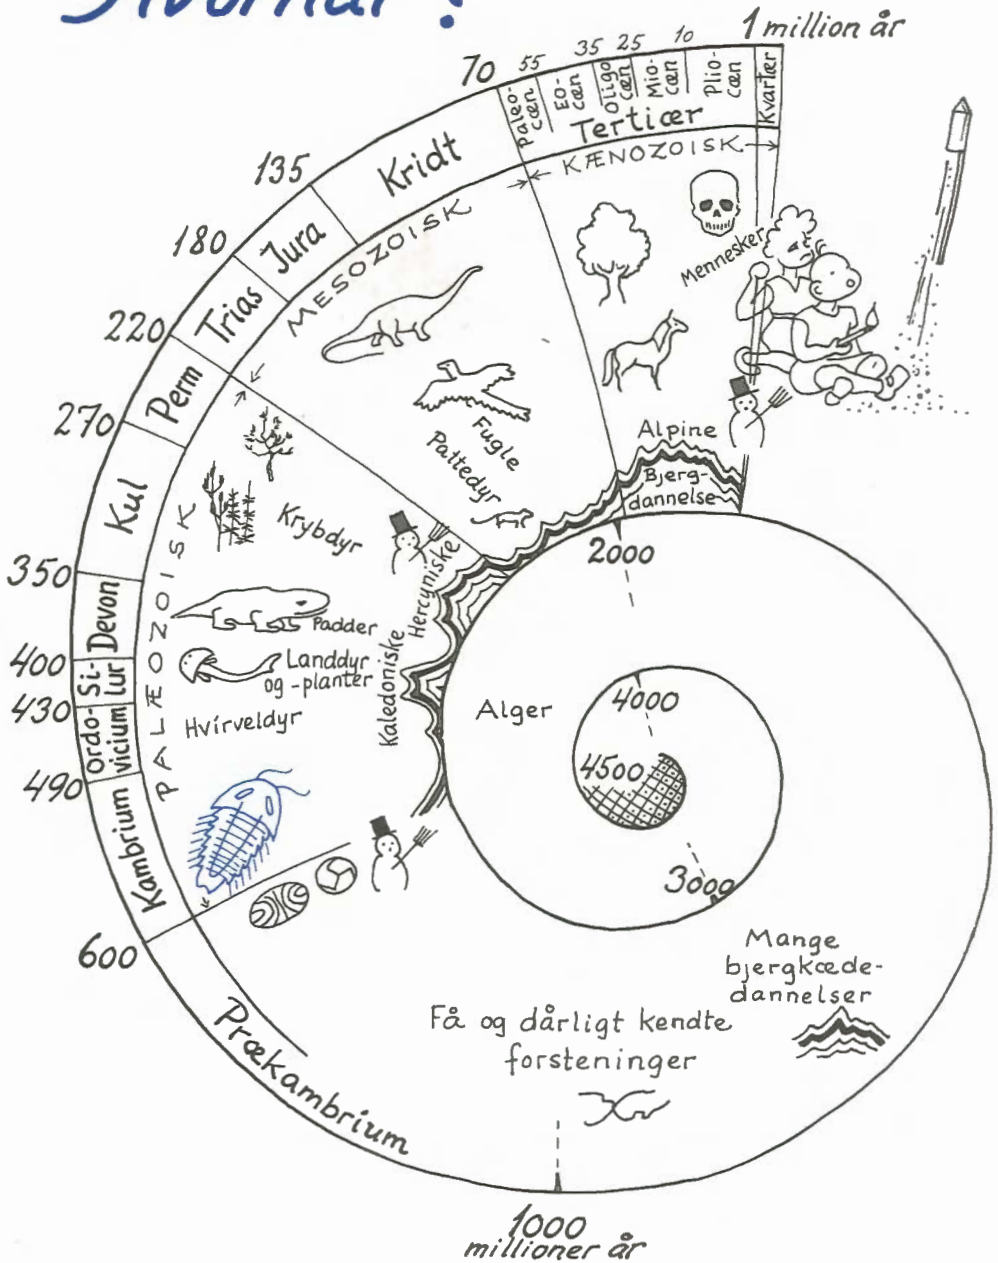 Hvornår?
1 million år
10
25
35
55
70
135
180
220
270
350
400
430
490
600
Kvartær
Plio-
cæn
Mio-
cæn
Oligo
cæn
Eo-
cæn
Paleo-
cæn
Tertiær
Kridt
Jura
Trias
Perm
Kul
Devon
Si-
lur
Ordo-
vicium
Kambrium
Prækambrium
KÆNOZOISK
MESOZOISK
PALÆOZOISK
Mennesker
Fugle
Pattedyr
Krybdyr
Padder
Landdyr
og -planter
Hvirveldyr
Alpine
Bjerg-
dannelse
Hercyniske
Kaledoniske
2000
Alger
4000
4500
3000
Mange
bjergkæde-
dannelser
Få og dårligt kendte
forsteninger
1000
millioner år